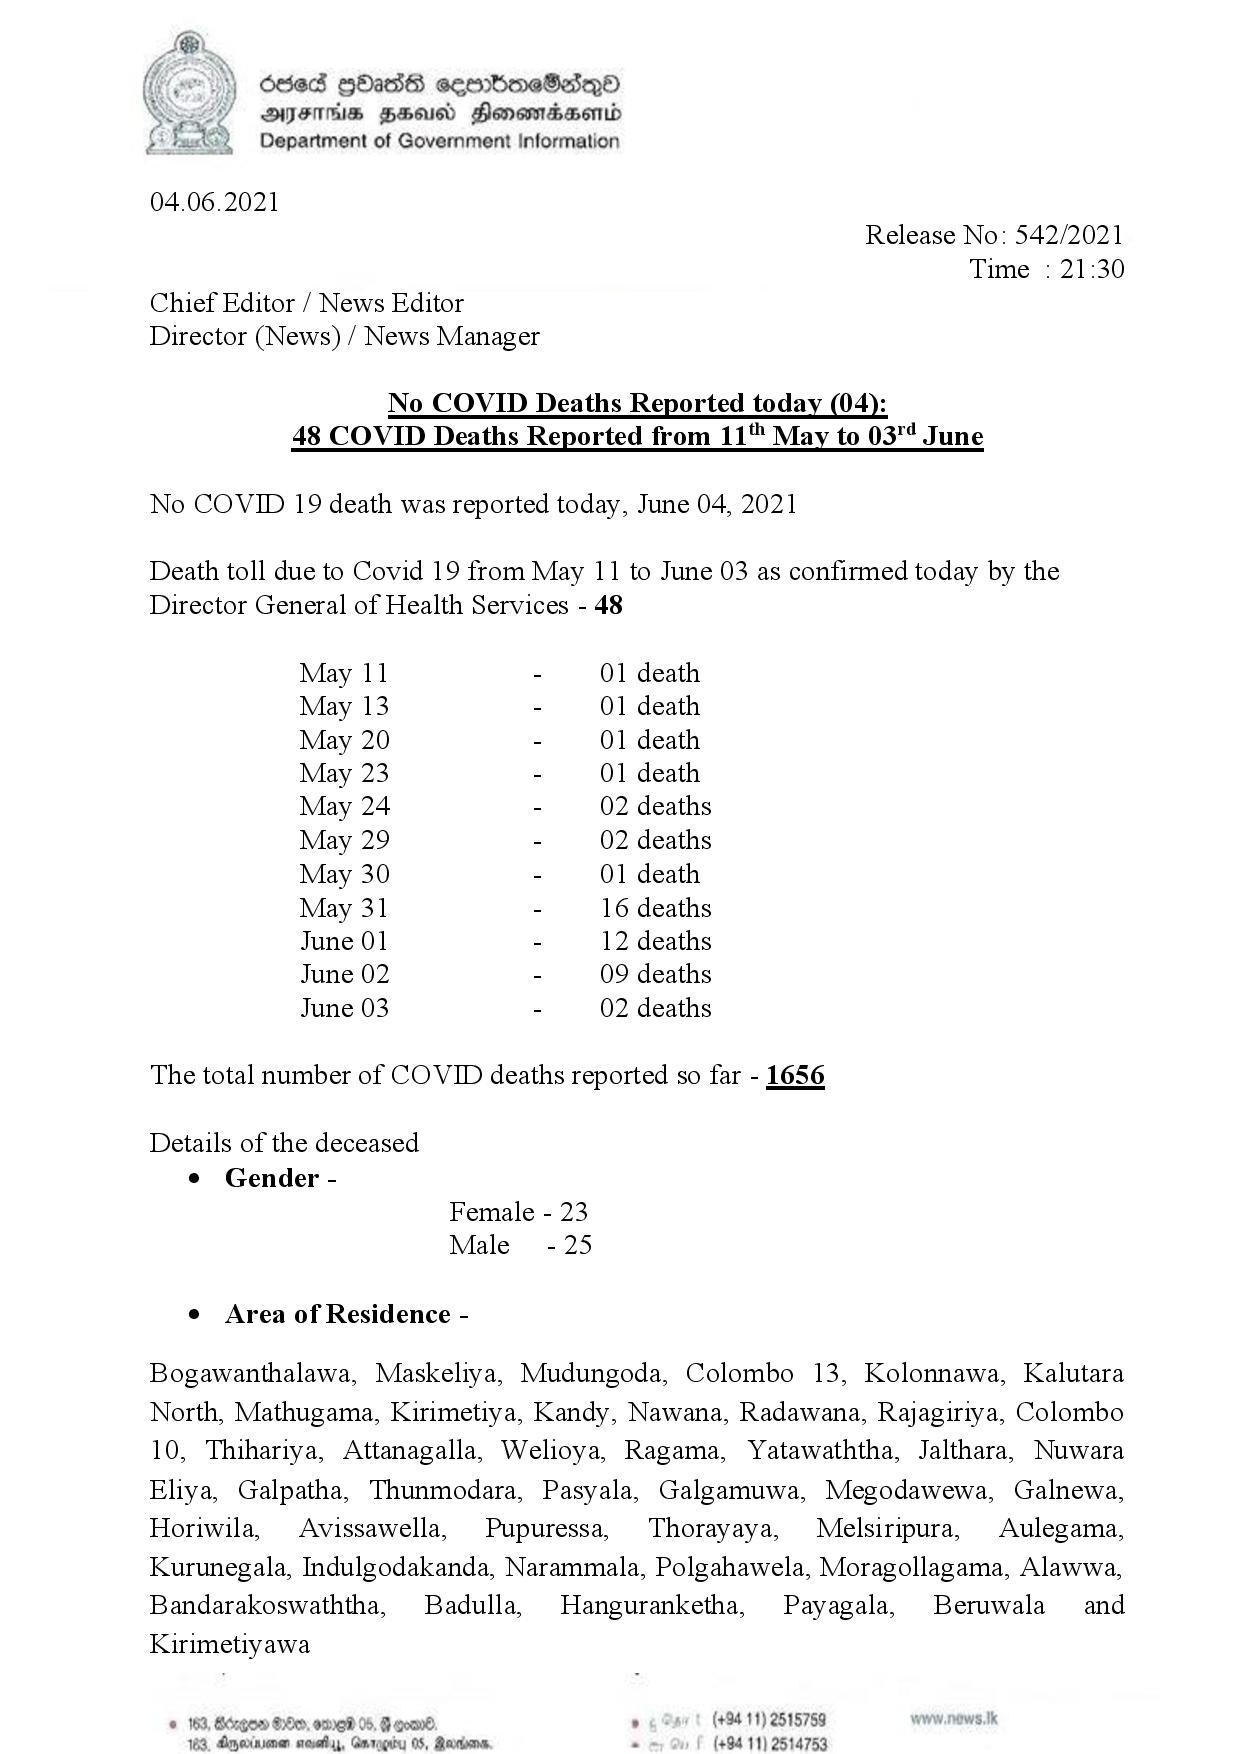 රජයේ ප්‍රවෘත්ති දෙපාර්තමේන්තුව
அரசாங்க தகவல் திணைக்களம்
Department of Government Information
04.06.2021
Release No: 542/2021
Time : 21:30
Chief Editor / News Editor
Director (News) / News Manager
No COVID Deaths Reported today (04):
48 COVID Deaths Reported from 11th May to 03rd June
No COVID 19 death was reported today, June 04, 2021
Death toll due to Covid 19 from May 11 to June 03 as confirmed today by the
Director General of Health Services - 48
May 11 - 01 death
May 13 - 01 death
May 20 - 01 death
May 23 - 01 death
May 24 - 02 deaths
May 29 - 02 deaths
May 30 - 01 death
May 31 - 16 deaths
June 01 - 12 deaths
June 02 - 09 deaths
June 03 - 02 deaths
The total number of COVID deaths reported so far - 1656
Details of the deceased
• Gender -
Female - 23
Male - 25
• Area of Residence -
Bogawanthalawa, Maskeliya, Mudungoda, Colombo 13, Kolonnawa, Kalutara
North, Mathugama, Kirimetiya, Kandy, Nawana, Radawana, Rajagiriya, Colombo
10, Thihariya, Attanagalla, Welioya, Ragama, Yatawaththa, Jalthara, Nuwara
Eliya, Galpatha, Thunmodara, Pasyala, Galgamuwa, Megodawewa, Galnewa,
Horiwila, Avissawella, Pupuressa, Thorayaya, Melsiripura, Aulegama,
Kurunegala, Indulgodakanda, Narammala, Polgahawela, Moragollagama, Alawwa,
Bandarakoswaththa, Badulla, Hanguranketha, Payagala, Beruwala and
Kirimetiyawa
163, කිරුලපන මාවත, කොළඹ 05, ශ්‍රී ලංකාව.
163, கிருலப்பனை எவனியூ, கொழும்பு 05, இலங்கை.
(+94 11) 2515759
(+94 11) 2514753
www.news.lk